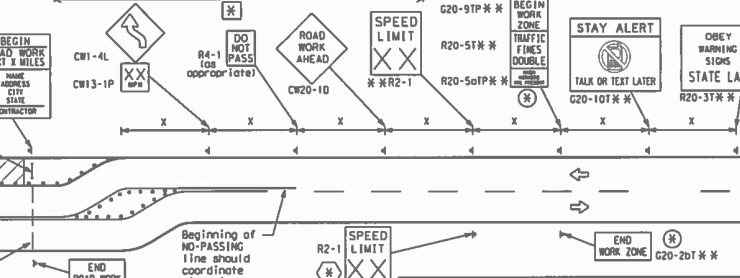 BEGIN
ROAD WORK
NEXT X MILES
NAME
ADDRESS
CITY
STATE
CONTRACTOR
CW1-4L
CW13-1P
XX
MPH
*
R4-1
(as
appropriate)
DO
NOT
PASS
ROAD
WORK
AHEAD
CW20-1D
SPEED
LIMIT
XX
**R2-1
G20-9TP**
R20-5T**
R20-5aTP**
BEGIN
WORK
ZONE
TRAFFIC
FINES
DOUBLE
*
STAY ALERT
TALK OR TEXT LATER
G20-10T**
OBEY
WARNING
SIGNS
STATE LA
R20-3T**
X X X X X X X
Beginning of
NO-PASSING
line should
coordinate
R2-1
*
SPEED
LIMIT
XX
END
WORK ZONE
*
G20-2bT**
END
ROAD WORK